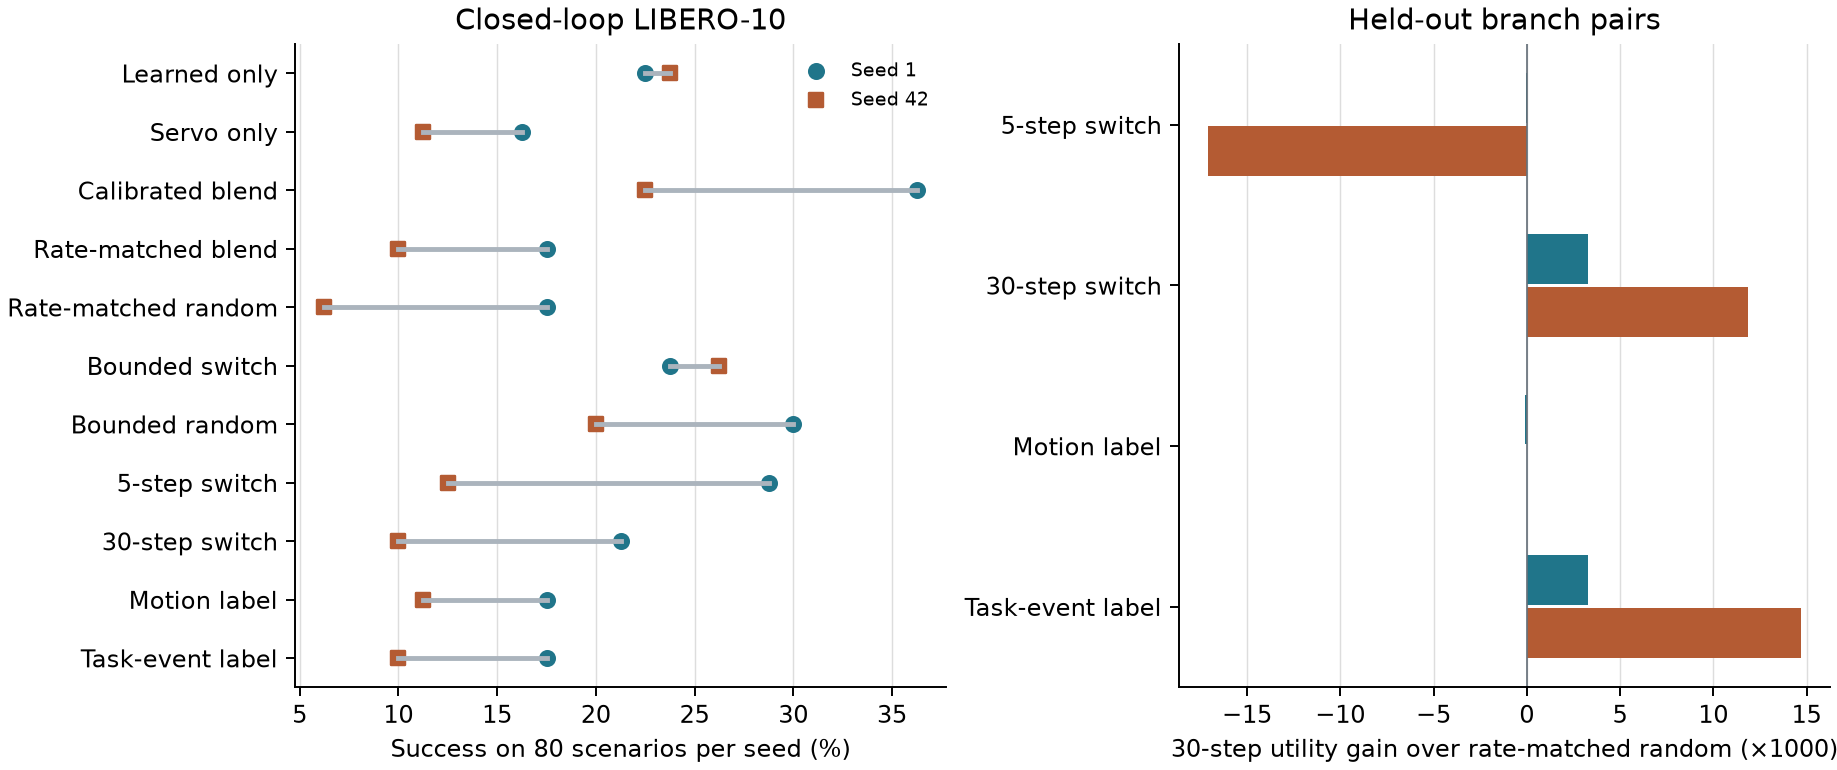 Closed-loop LIBERO-10
Learned only
Servo only
Calibrated blend
Rate-matched blend
Rate-matched random
Bounded switch
Bounded random
5-step switch
30-step switch
Motion label
Task-event label
Seed 1
Seed 42
5 10 15 20 25 30 35
Success on 80 scenarios per seed (%)
Held-out branch pairs
5-step switch
30-step switch
Motion label
Task-event label
−15 −10 −5 0 5 10 15
30-step utility gain over rate-matched random (×1000)